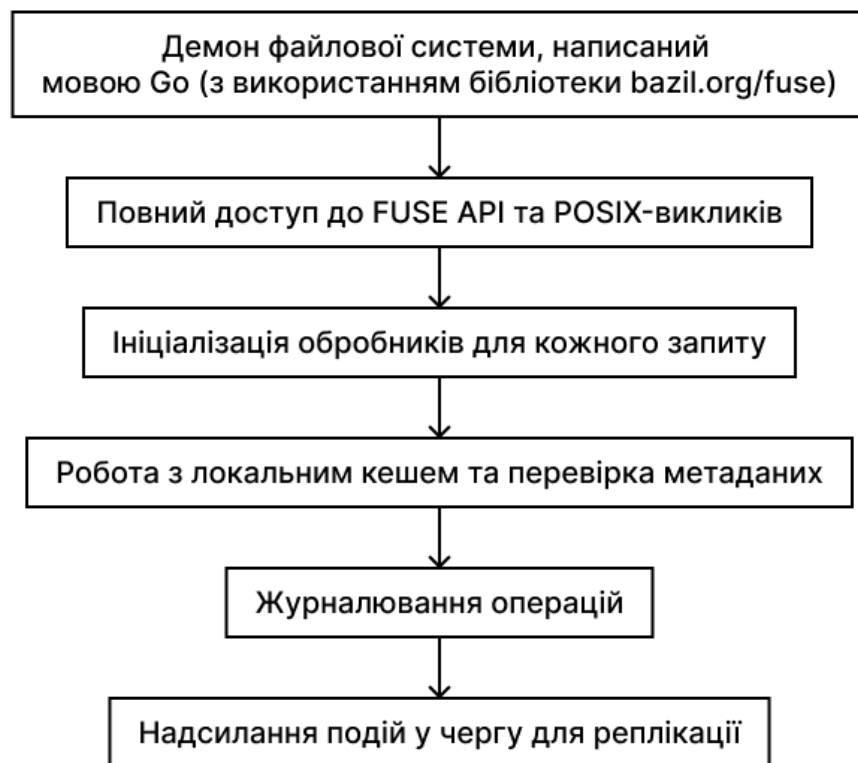 Демон файлової системи, написаний
мовою Go (з використанням бібліотеки bazil.org/fuse)
Повний доступ до FUSE API та POSIX-викликів
Ініціалізація обробників для кожного запиту
Робота з локальним кешем та перевірка метаданих
Журналювання операцій
Надсилання подій у чергу для реплікації